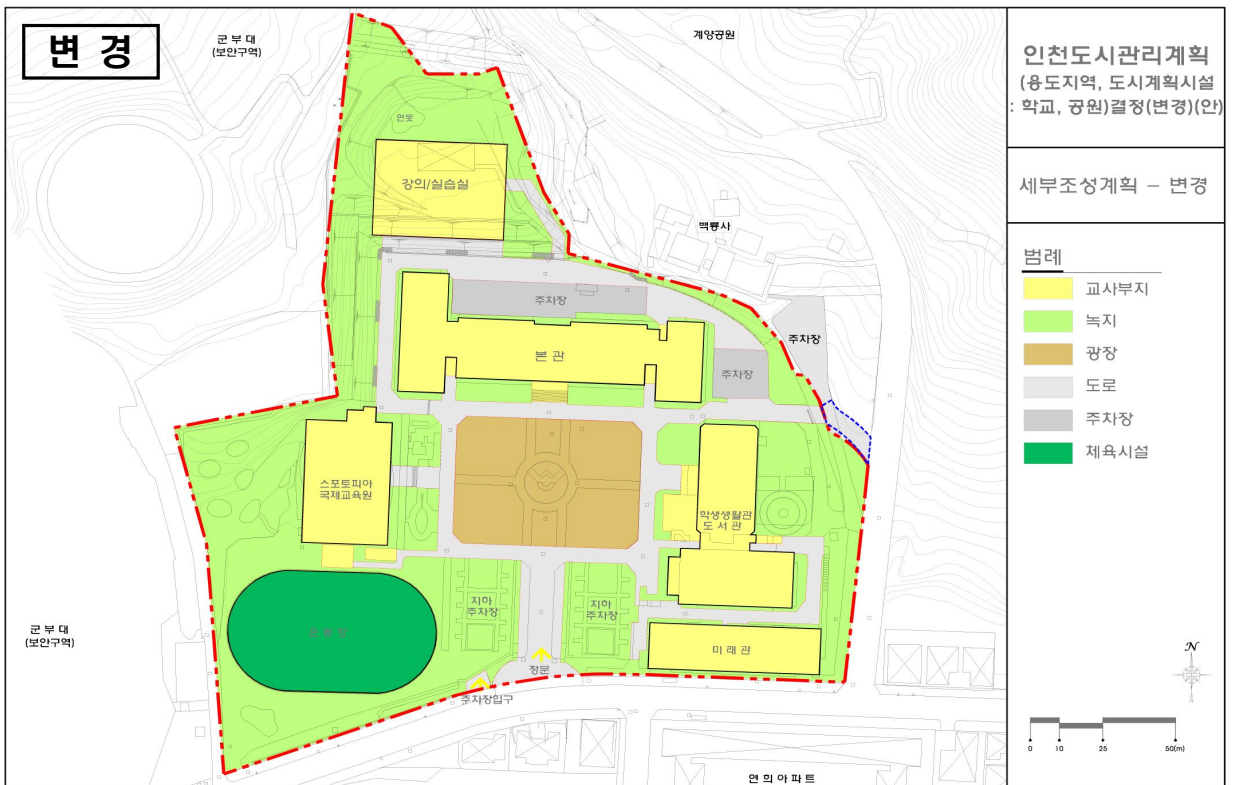 변 경
군 부 대
(보안구역)
계양공원
연못
강의/실습실
백룡사
주차장
주차장
본 관
주차장
스포토피아
국제교육원
학생생활관
도 서 관
지하
주차장
지하
주차장
미 래 관
정문
주차장입구
군 부 대
(보안구역)
연 희 아 파 트
인천도시관리계획
(용도지역, 도시계획시설
: 학교, 공원)결정(변경)(안)
세부조성계획 – 변경
범례
교사부지
녹지
광장
도로
주차장
체육시설
N
0 10 25 50(m)